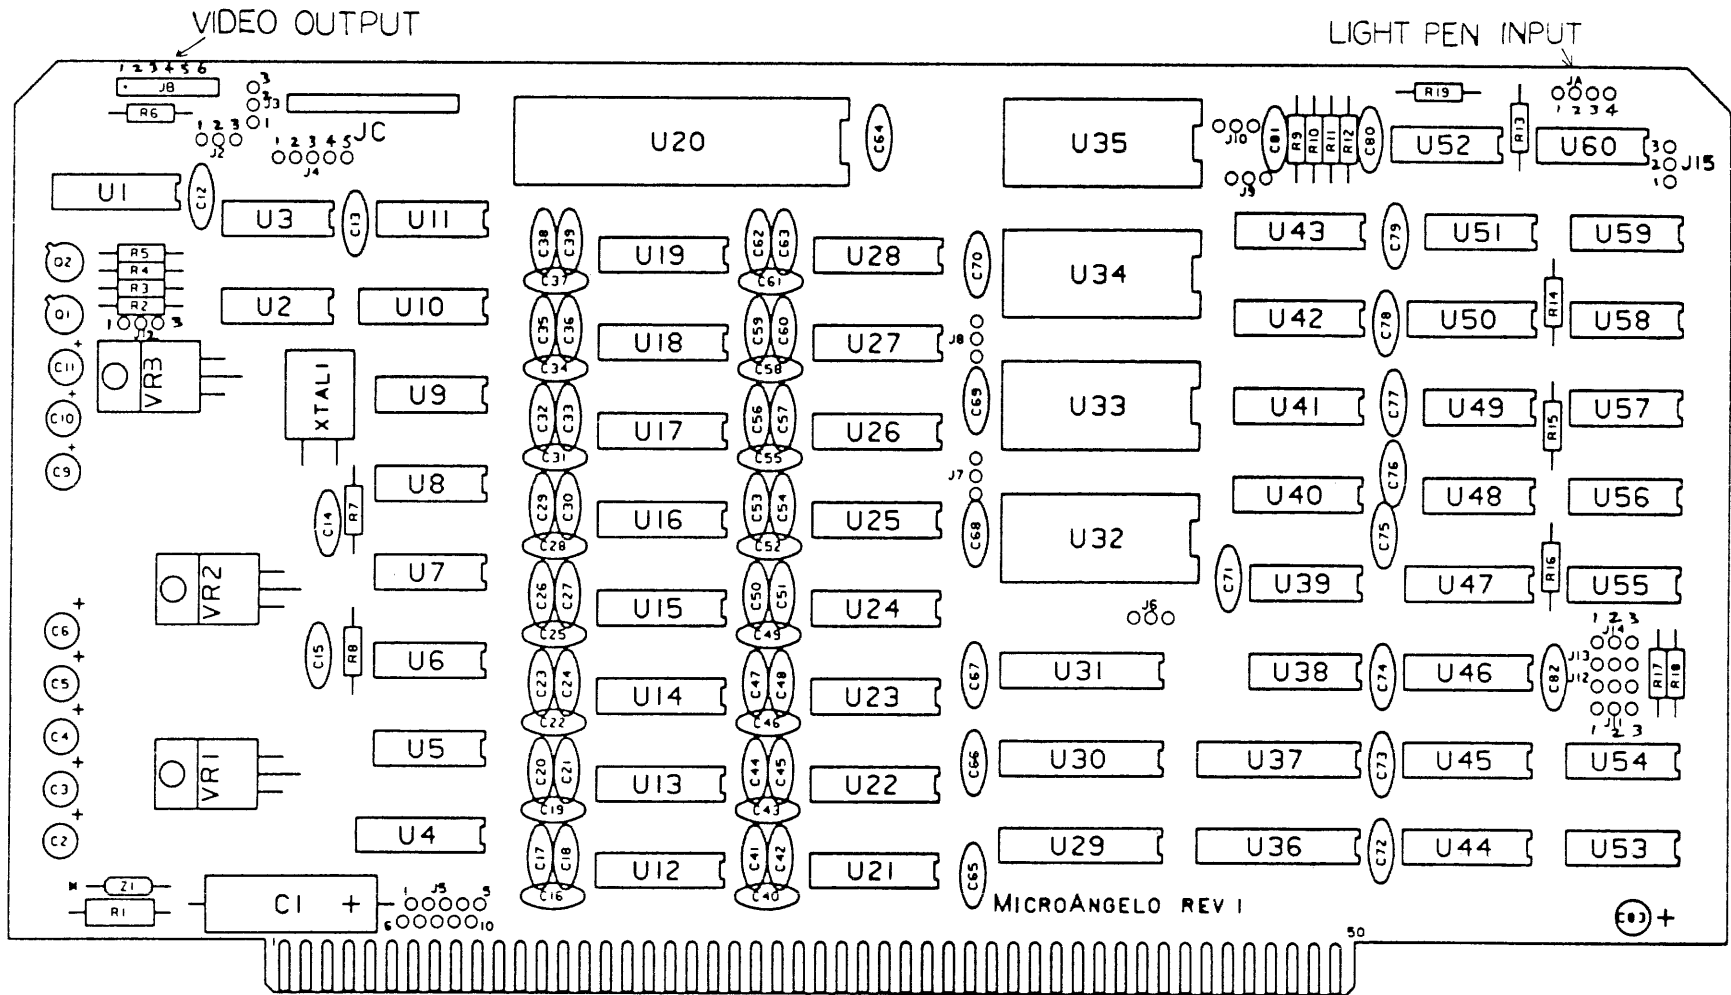 VIDEO OUTPUT
LIGHT PEN INPUT
1 2 3 4 5 6
JB
R6
3
2
J3
1
JC
1 2 3
J2
1 2 3 4 5
J4
U20
C64
U35
J10
C81
R9
R10
R11
R12
C80
R19
U52
R13
JA
1 2 3 4
U60
3
2
J15
1
J9
U1
C12
U3
C13
U11
C38
C39
C37
U19
C62
C63
C61
U28
C70
U34
U43
C79
U51
U59
Q2
R5
R4
R3
R2
Q1
1
3
U2
U10
C35
C36
C34
U18
C59
C60
C58
U27
J8
U42
C78
U50
R14
U58
C11 +
VR3
C10 +
C9 +
XTAL1
U9
C32
C33
C31
U17
C56
C57
C55
U26
C69
U33
U41
C77
U49
R15
U57
C14
R7
U8
C29
C30
C28
U16
C53
C54
C52
U25
J7
C68
U32
U40
C76
C75
U48
U56
VR2
U7
C26
C27
C25
U15
C50
C51
C49
U24
C71
U39
U47
R16
U55
J6
C6 +
C5 +
C15
R8
U6
C23
C24
C22
U14
C47
C48
C46
U23
C67
U31
U38
C74
U46
C82
1 2 3
J14
J13
J12
J11
1 2 3
R17
R18
C4 +
C3 +
VR1
U5
C20
C21
C19
U13
C44
C45
C43
U22
C66
U30
U37
C73
U45
U54
C2 +
U4
C17
C18
C16
U12
C41
C42
C40
U21
C65
U29
U36
C72
U44
U53
Z1
R1
C1 +
1 J5 5
6 10
MICROANGELO REV 1
C83 +
1
50